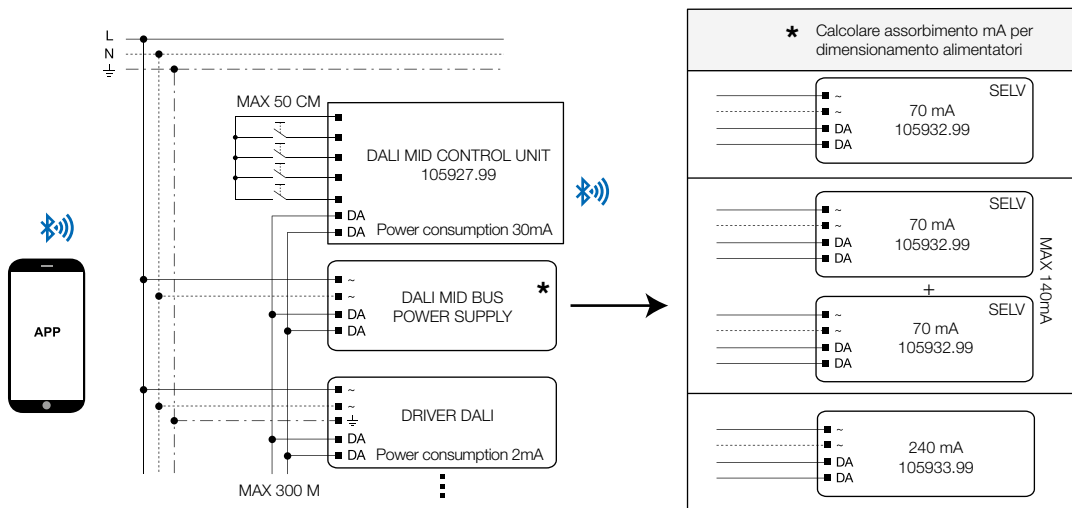 L
N
MAX 50 CM
DALI MID CONTROL UNIT
105927.99
DA
DA
Power consumption 30mA
APP
~
~
DALI MID BUS
POWER SUPPLY
*
DA
DA
~
~
DRIVER DALI
DA
DA
Power consumption 2mA
MAX 300 M
* Calcolare assorbimento mA per
dimensionamento alimentatori
SELV
~
~
70 mA
105932.99
DA
DA
SELV
~
~
70 mA
105932.99
DA
DA
+
MAX 140mA
SELV
~
~
70 mA
105932.99
DA
DA
~
~
240 mA
105933.99
DA
DA